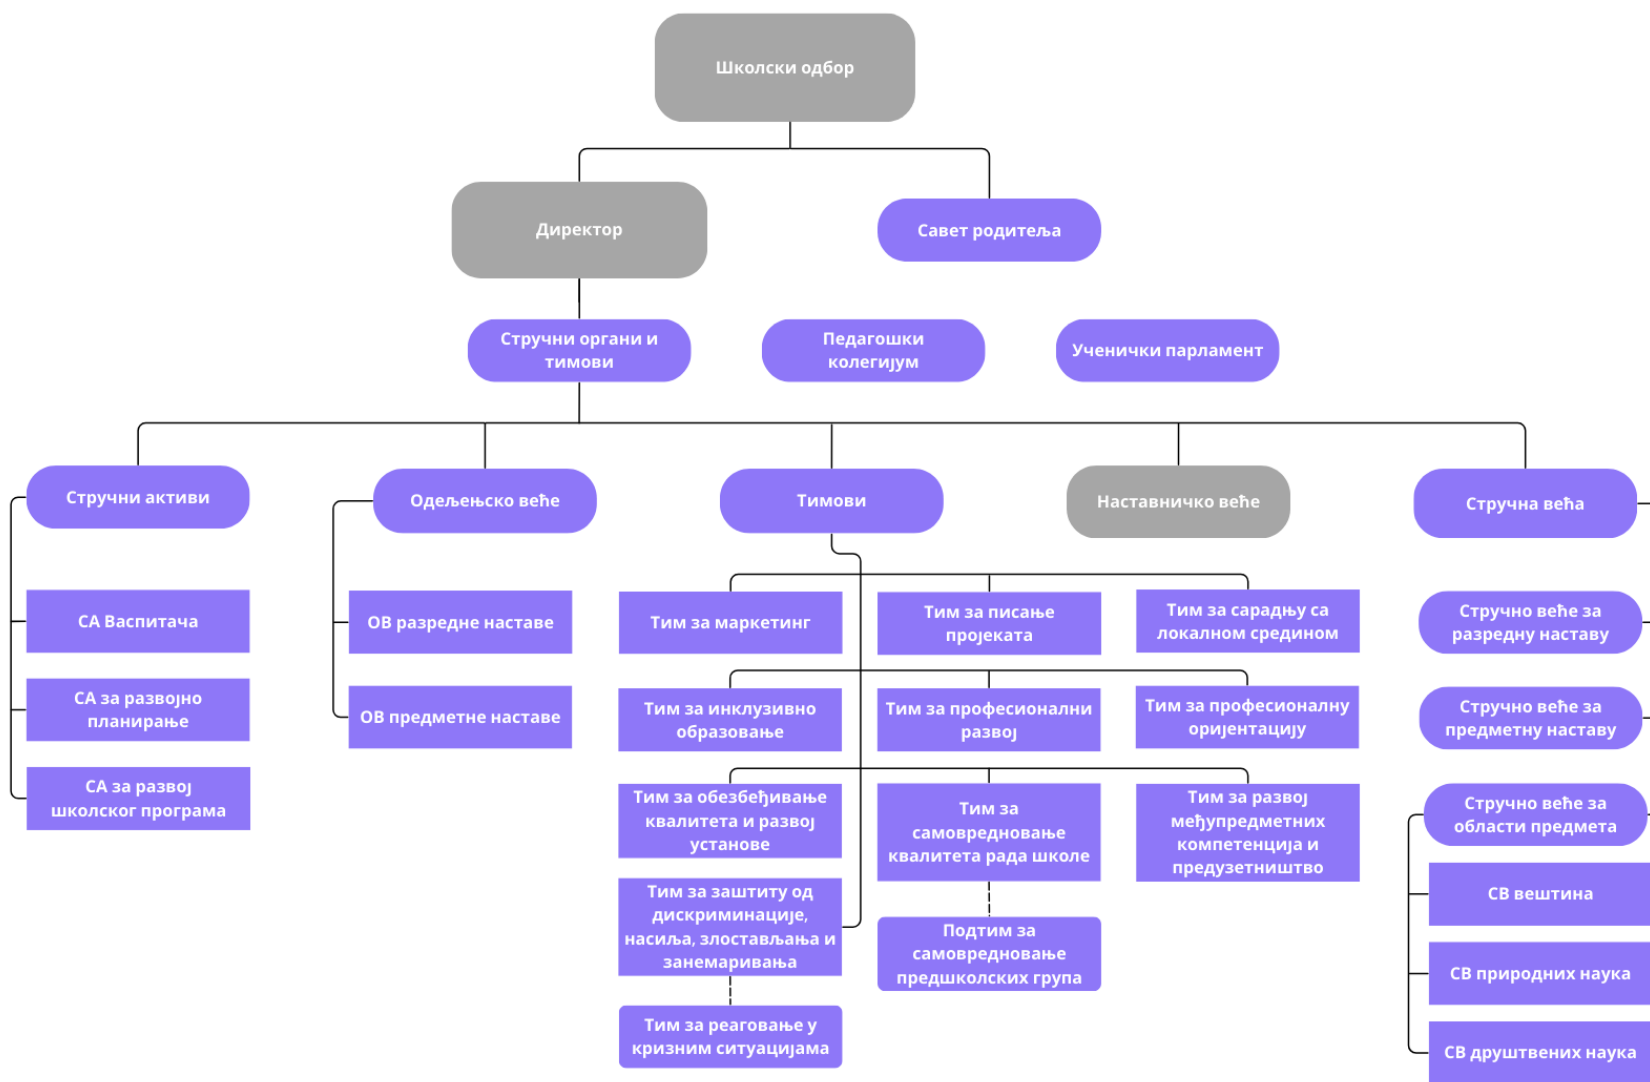 Школски одбор
Директор
Савет родитеља
Стручни органи и
тимови
Педагошки
колегијум
Ученички парламент
Стручни активи
Одељењско веће
Тимови
Наставничко веће
Стручна већа
СА Васпитача
СА за развојно
планирање
СА за развој
школског програма
ОВ разредне наставе
ОВ предметне наставе
Тим за маркетинг
Тим за писање
пројеката
Тим за сарадњу са
локалном средином
Тим за инклузивно
образовање
Тим за професионални
развој
Тим за професионалну
оријентацију
Тим за обезбеђивање
квалитета и развој
установе
Тим за
самовредновање
квалитета рада школе
Тим за развој
међупредметних
компетенција и
предузетништво
Тим за заштиту од
дискриминације,
насиља, злостављања и
занемаривања
Подтим за
самовредновање
предшколских група
Тим за реаговање у
кризним ситуацијама
Стручно веће за
разредну наставу
Стручно веће за
предметну наставу
Стручно веће за
области предмета
СВ вештина
СВ природних наука
СВ друштвених наука